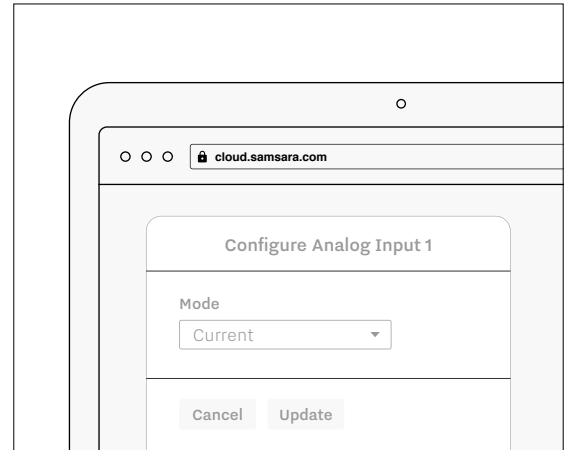 cloud.samsara.com
Configure Analog Input 1
Mode
Current
Cancel Update